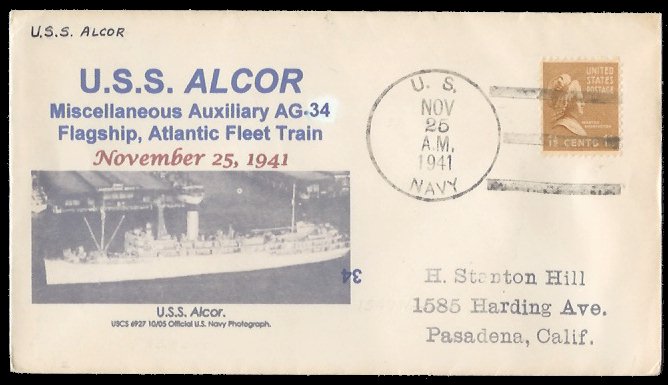 U.S.S. ALCOR
U.S.S. ALCOR
Miscellaneous Auxiliary AG-34
Flagship, Atlantic Fleet Train
November 25, 1941
U.S.S. Alcor.
USCS #927 10/05 Official U.S. Navy Photograph.
U. S.
NOV
25
A.M.
1941
NAVY
UNITED
STATES
POSTAGE
MARTHA
WASHINGTON
1½ CENTS
34
H. Stanton Hill
1585 Harding Ave.
Pasadena, Calif.